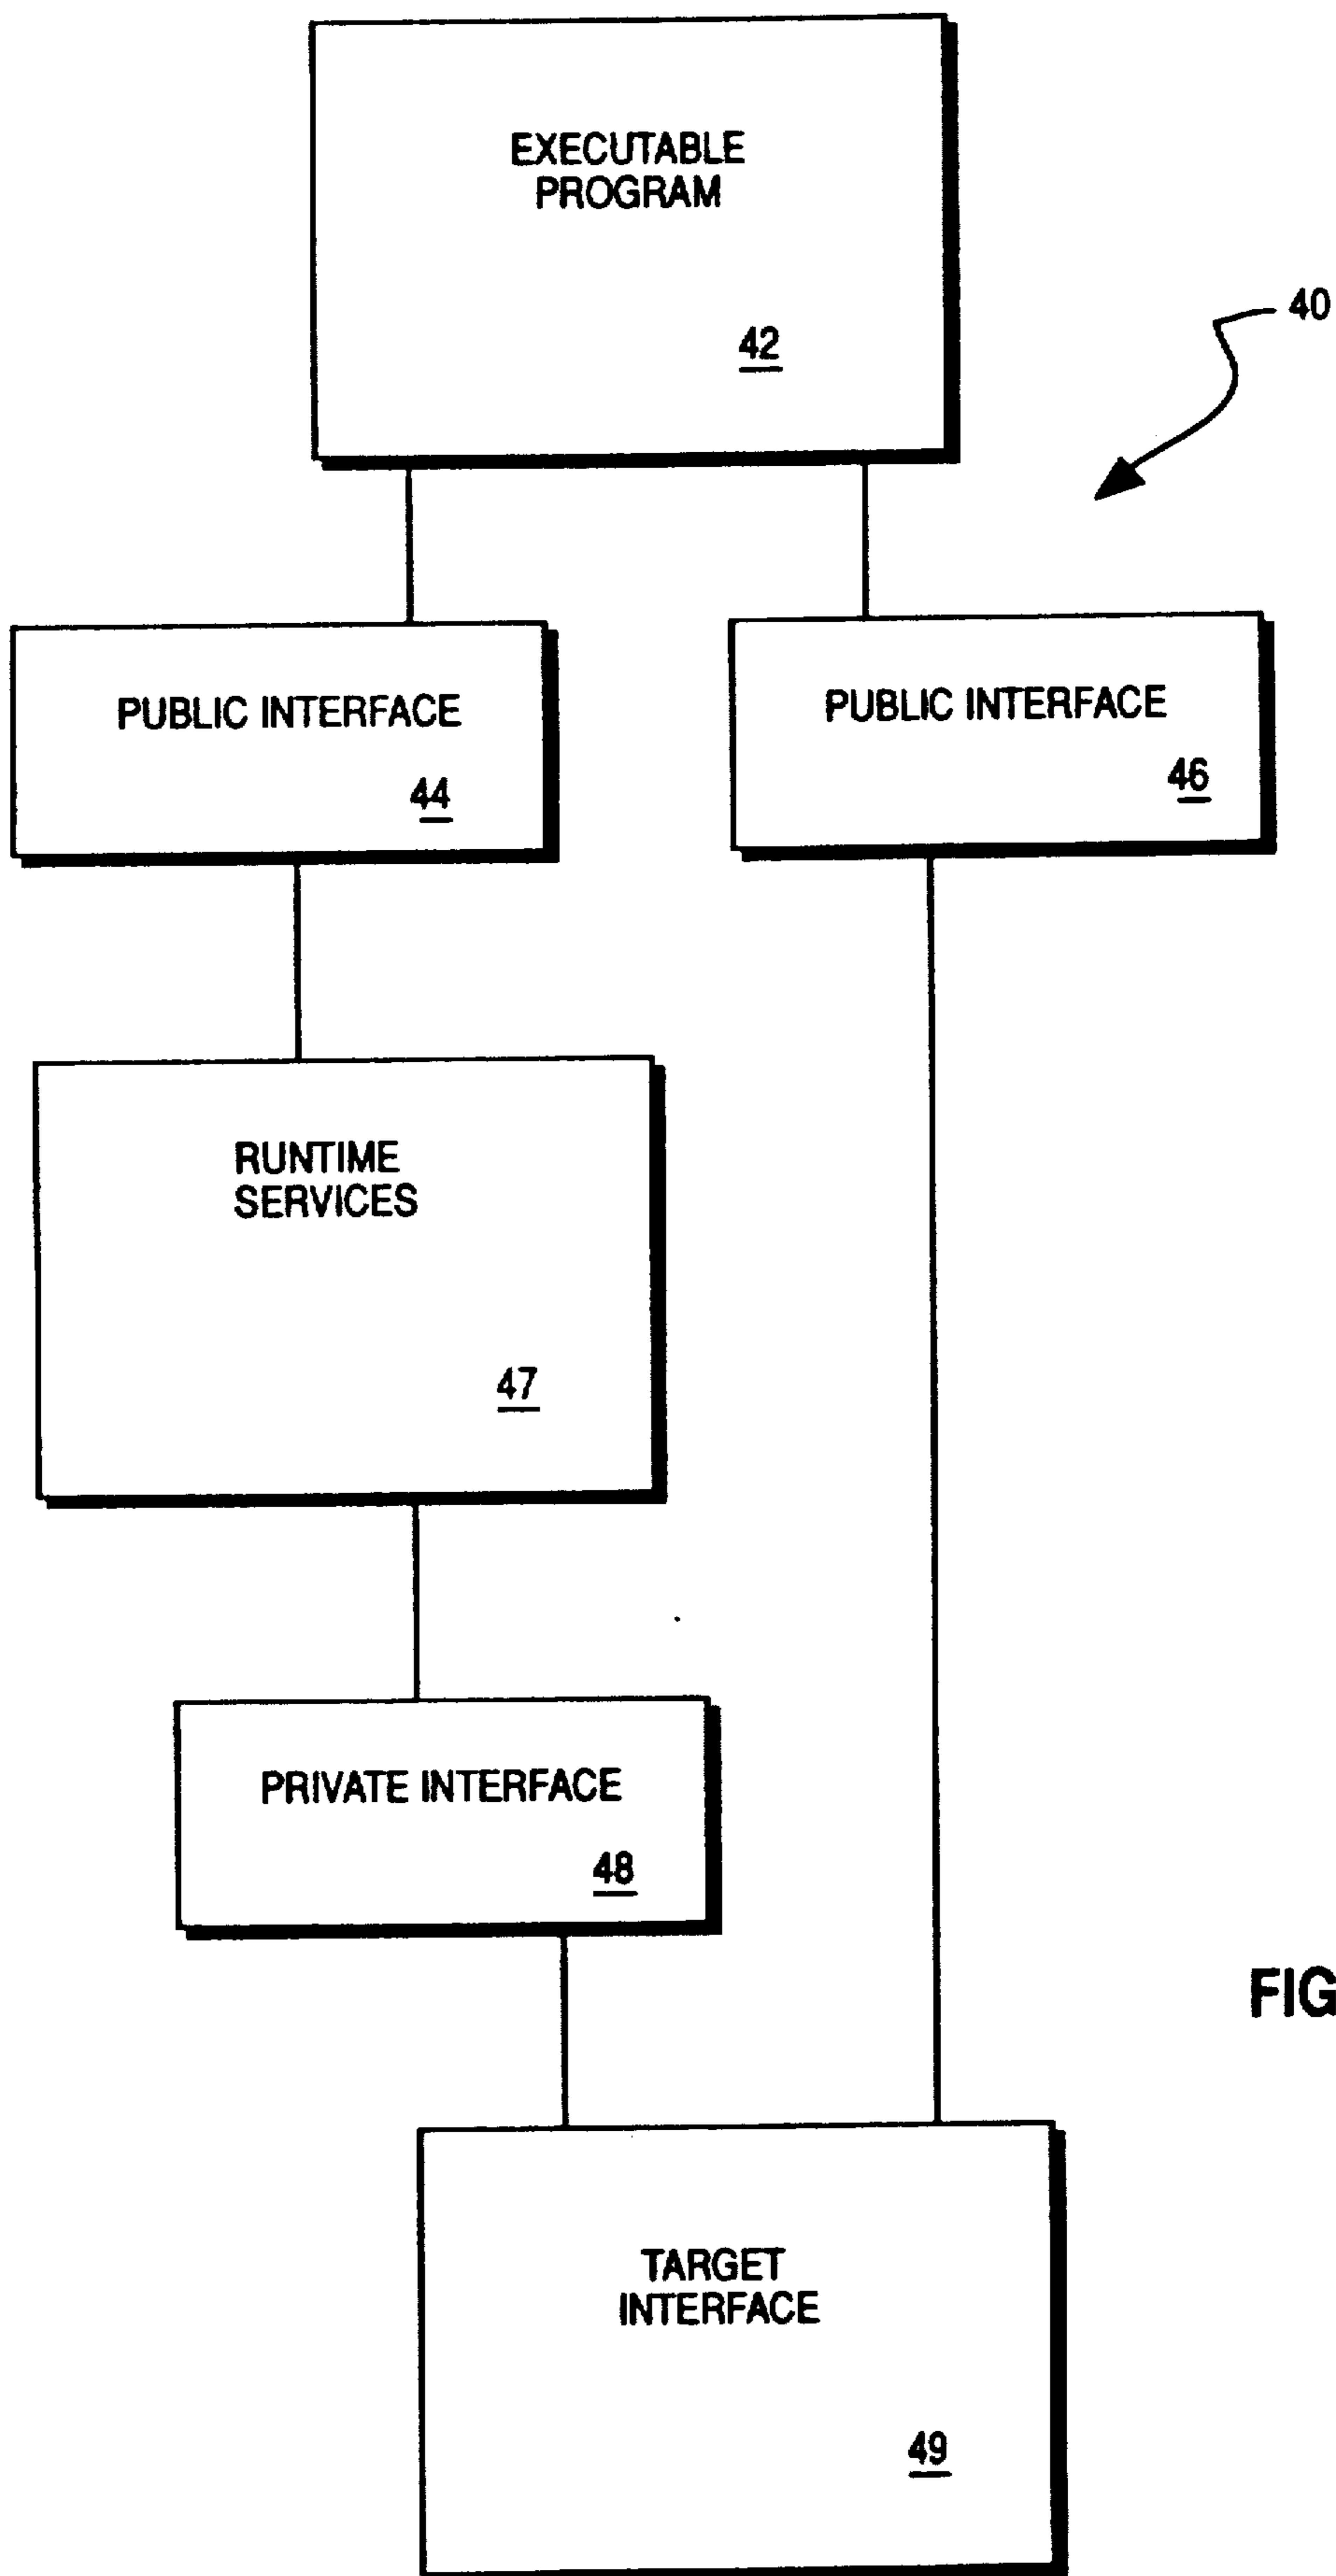 EXECUTABLE
PROGRAM
42
40
PUBLIC INTERFACE
44
PUBLIC INTERFACE
46
RUNTIME
SERVICES
47
PRIVATE INTERFACE
48
FIG
TARGET
INTERFACE
49